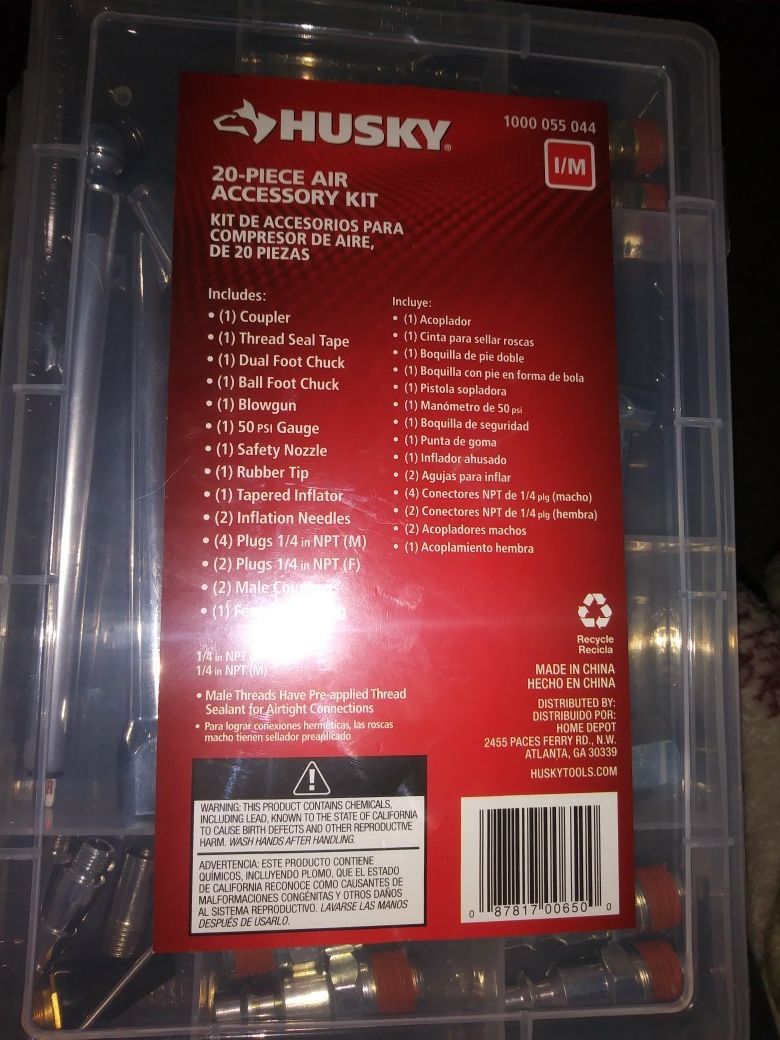 HUSKY®
1000 055 044
I/M
20-PIECE AIR
ACCESSORY KIT
KIT DE ACCESORIOS PARA
COMPRESOR DE AIRE,
DE 20 PIEZAS
Includes:
• (1) Coupler
• (1) Thread Seal Tape
• (1) Dual Foot Chuck
• (1) Ball Foot Chuck
• (1) Blowgun
• (1) 50 PSI Gauge
• (1) Safety Nozzle
• (1) Rubber Tip
• (1) Tapered Inflator
• (2) Inflation Needles
• (4) Plugs 1/4 in NPT (M)
• (2) Plugs 1/4 in NPT (F)
• (2) Male
• (1)
1/4 in NPT
1/4 in NPT (M)
• Male Threads Have Pre-applied Thread
Sealant for Airtight Connections
• Para lograr conexiones herméticas, las roscas
macho tienen sellador preaplicado
Incluye:
• (1) Acoplador
• (1) Cinta para sellar roscas
• (1) Boquilla de pie doble
• (1) Boquilla con pie en forma de bola
• (1) Pistola sopladora
• (1) Manómetro de 50 psi
• (1) Boquilla de seguridad
• (1) Punta de goma
• (1) Inflador ahusado
• (2) Agujas para inflar
• (4) Conectores NPT de 1/4 plg (macho)
• (2) Conectores NPT de 1/4 plg (hembra)
• (2) Acopladores machos
• (1) Acoplamiento hembra
Recycle
Recicla
MADE IN CHINA
HECHO EN CHINA
DISTRIBUTED BY:
DISTRIBUIDO POR:
HOME DEPOT
2455 PACES FERRY RD., N.W.
ATLANTA, GA 30339
HUSKYTOOLS.COM
WARNING: THIS PRODUCT CONTAINS CHEMICALS,
INCLUDING LEAD, KNOWN TO THE STATE OF CALIFORNIA
TO CAUSE BIRTH DEFECTS AND OTHER REPRODUCTIVE
HARM. WASH HANDS AFTER HANDLING.
ADVERTENCIA: ESTE PRODUCTO CONTIENE
QUÍMICOS, INCLUYENDO PLOMO, QUE EL ESTADO
DE CALIFORNIA RECONOCE COMO CAUSANTES DE
MALFORMACIONES CONGÉNITAS Y OTROS DAÑOS
AL SISTEMA REPRODUCTIVO. LAVARSE LAS MANOS
DESPUÉS DE USARLO.
0 87817 00650 0